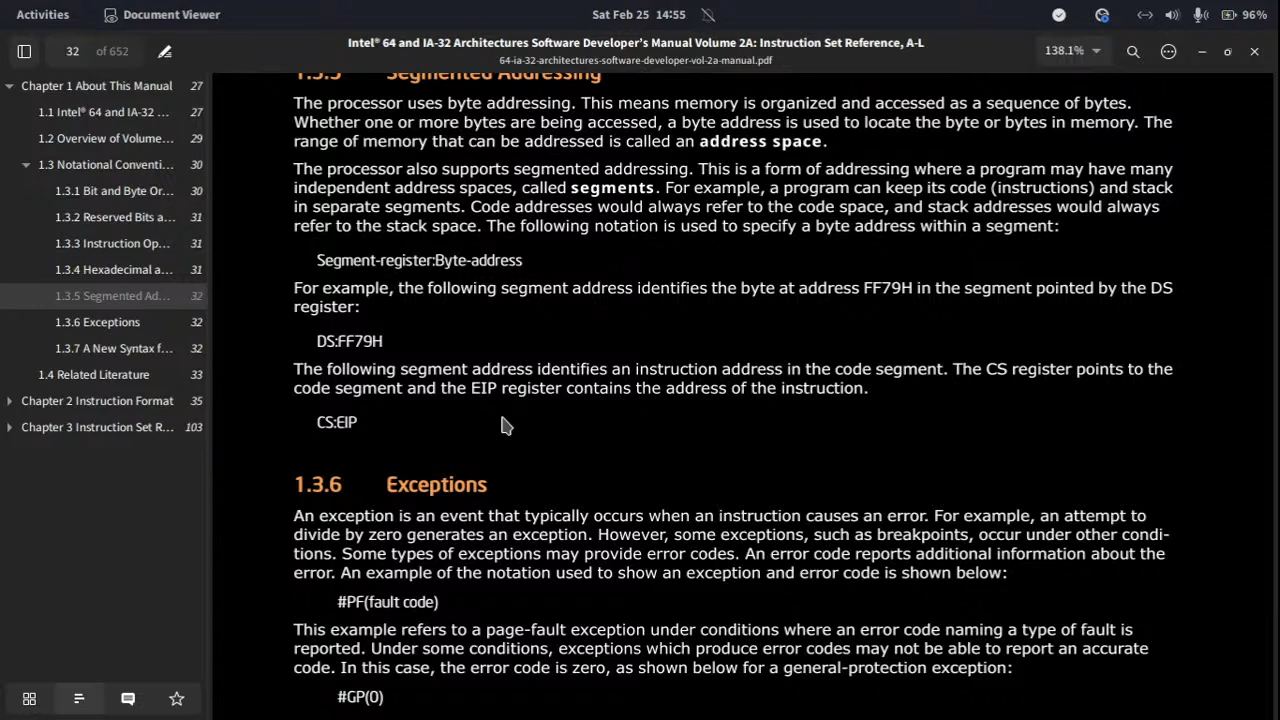 Activities
Document Viewer
Sat Feb 25 14:55
96%
32 of 652
Intel® 64 and IA-32 Architectures Software Developer's Manual Volume 2A: Instruction Set Reference, A-L
64-ia-32-architectures-software-developer-vol-2a-manual.pdf
138.1%
Chapter 1 About This Manual 27
1.1 Intel® 64 and IA-32 ... 27
1.2 Overview of Volume... 29
1.3 Notational Conventi... 30
1.3.1 Bit and Byte Or... 30
1.3.2 Reserved Bits a... 31
1.3.3 Instruction Op... 31
1.3.4 Hexadecimal a... 31
1.3.5 Segmented Ad... 32
1.3.6 Exceptions 32
1.3.7 A New Syntax f... 32
1.4 Related Literature 33
Chapter 2 Instruction Format 35
Chapter 3 Instruction Set R... 103
1.3.5 Segmented Addressing
The processor uses byte addressing. This means memory is organized and accessed as a sequence of bytes.
Whether one or more bytes are being accessed, a byte address is used to locate the byte or bytes in memory. The
range of memory that can be addressed is called an address space.
The processor also supports segmented addressing. This is a form of addressing where a program may have many
independent address spaces, called segments. For example, a program can keep its code (instructions) and stack
in separate segments. Code addresses would always refer to the code space, and stack addresses would always
refer to the stack space. The following notation is used to specify a byte address within a segment:
Segment-register:Byte-address
For example, the following segment address identifies the byte at address FF79H in the segment pointed by the DS
register:
DS:FF79H
The following segment address identifies an instruction address in the code segment. The CS register points to the
code segment and the EIP register contains the address of the instruction.
CS:EIP
1.3.6 Exceptions
An exception is an event that typically occurs when an instruction causes an error. For example, an attempt to
divide by zero generates an exception. However, some exceptions, such as breakpoints, occur under other condi-
tions. Some types of exceptions may provide error codes. An error code reports additional information about the
error. An example of the notation used to show an exception and error code is shown below:
#PF(fault code)
This example refers to a page-fault exception under conditions where an error code naming a type of fault is
reported. Under some conditions, exceptions which produce error codes may not be able to report an accurate
code. In this case, the error code is zero, as shown below for a general-protection exception:
#GP(0)